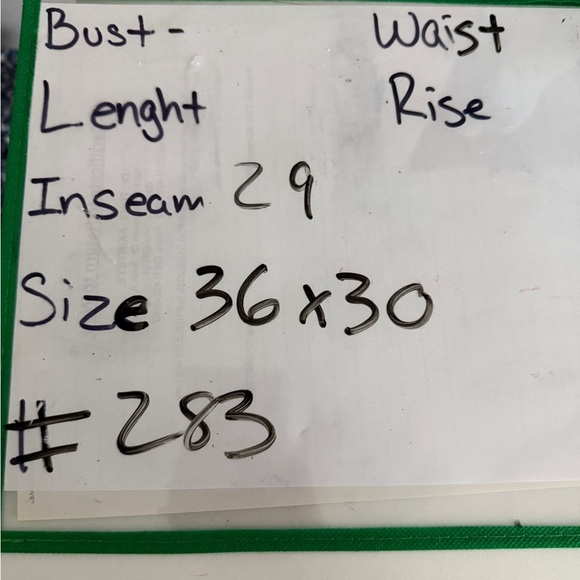 Bust - Waist
Lenght Rise
Inseam 29
Size 36x30
# 283